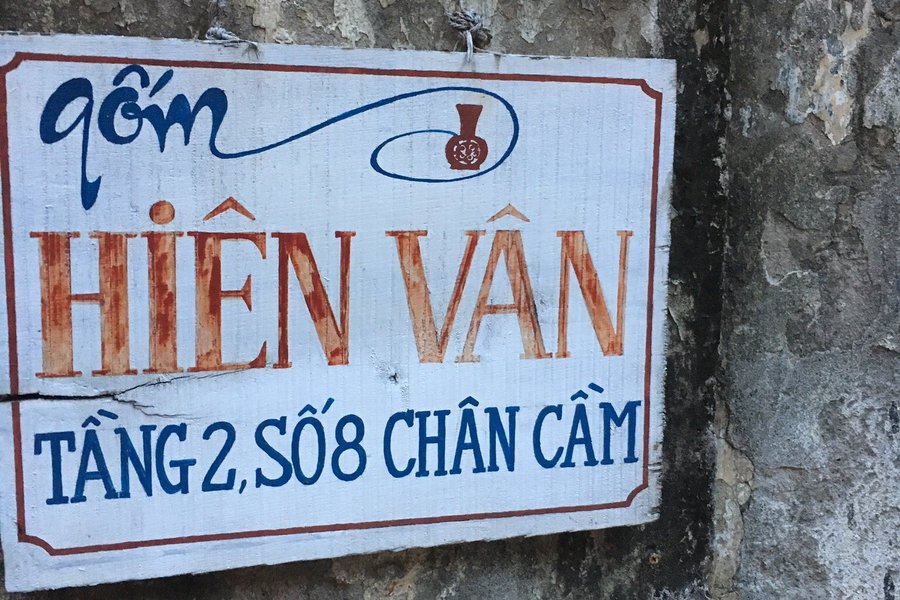 gốm
HiÊN VÂN
TẦNG 2, SỐ 8 CHÂN CẦM